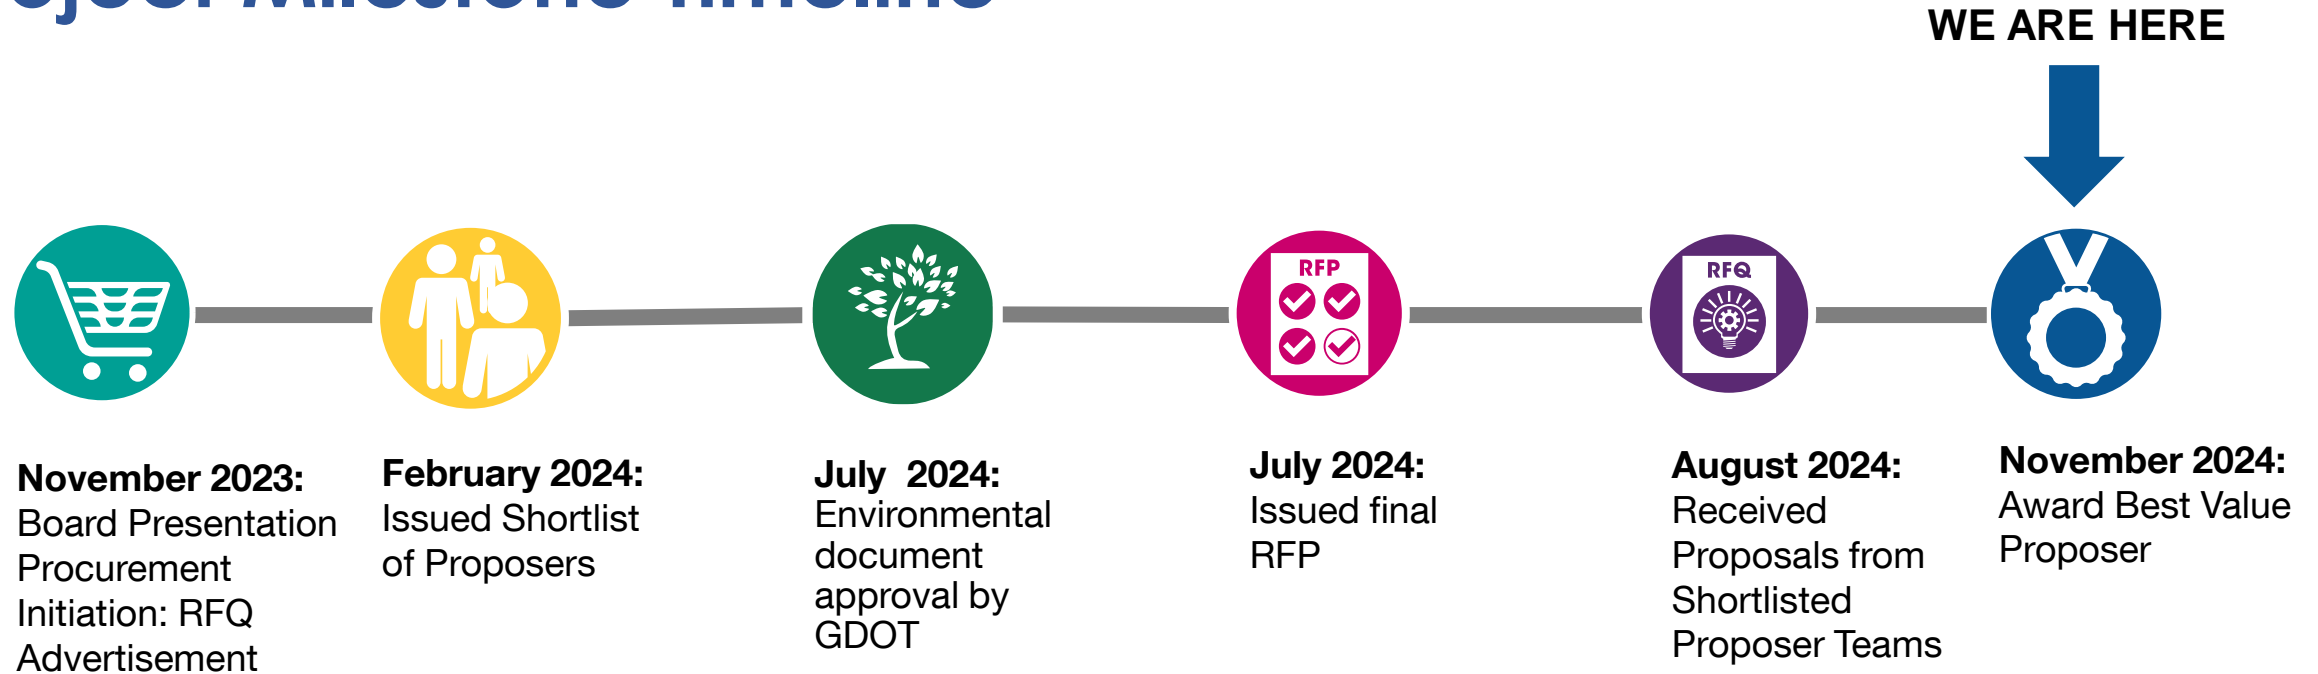 Milestone Timeline
WE ARE HERE
RFP
RFQ
November 2023:
Board Presentation
Procurement
Initiation: RFQ
Advertisement
February 2024:
Issued Shortlist
of Proposers
July 2024:
Environmental
document
approval by
GDOT
July 2024:
Issued final
RFP
August 2024:
Received
Proposals from
Shortlisted
Proposer Teams
November 2024:
Award Best Value
Proposer